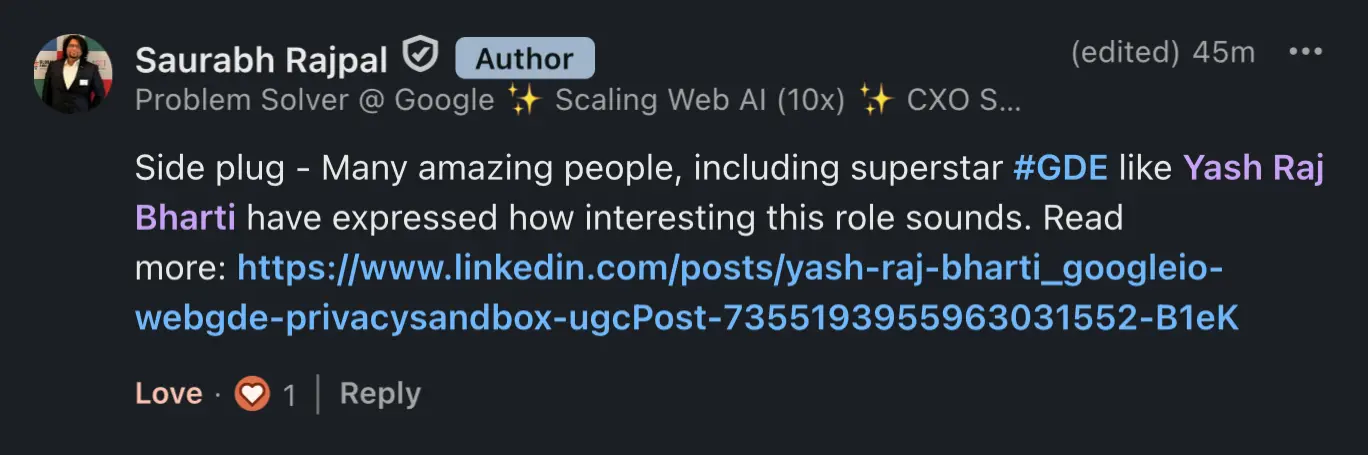 Saurabh Rajpal Author (edited) 45m
Problem Solver @ Google ✨ Scaling Web AI (10x) ✨ CXO S...
Side plug - Many amazing people, including superstar #GDE like Yash Raj
Bharti have expressed how interesting this role sounds. Read
more: https://www.linkedin.com/posts/yash-raj-bharti_googleio-
webgde-privacysandbox-ugcPost-7355193955963031552-B1eK
Love · 1 | Reply